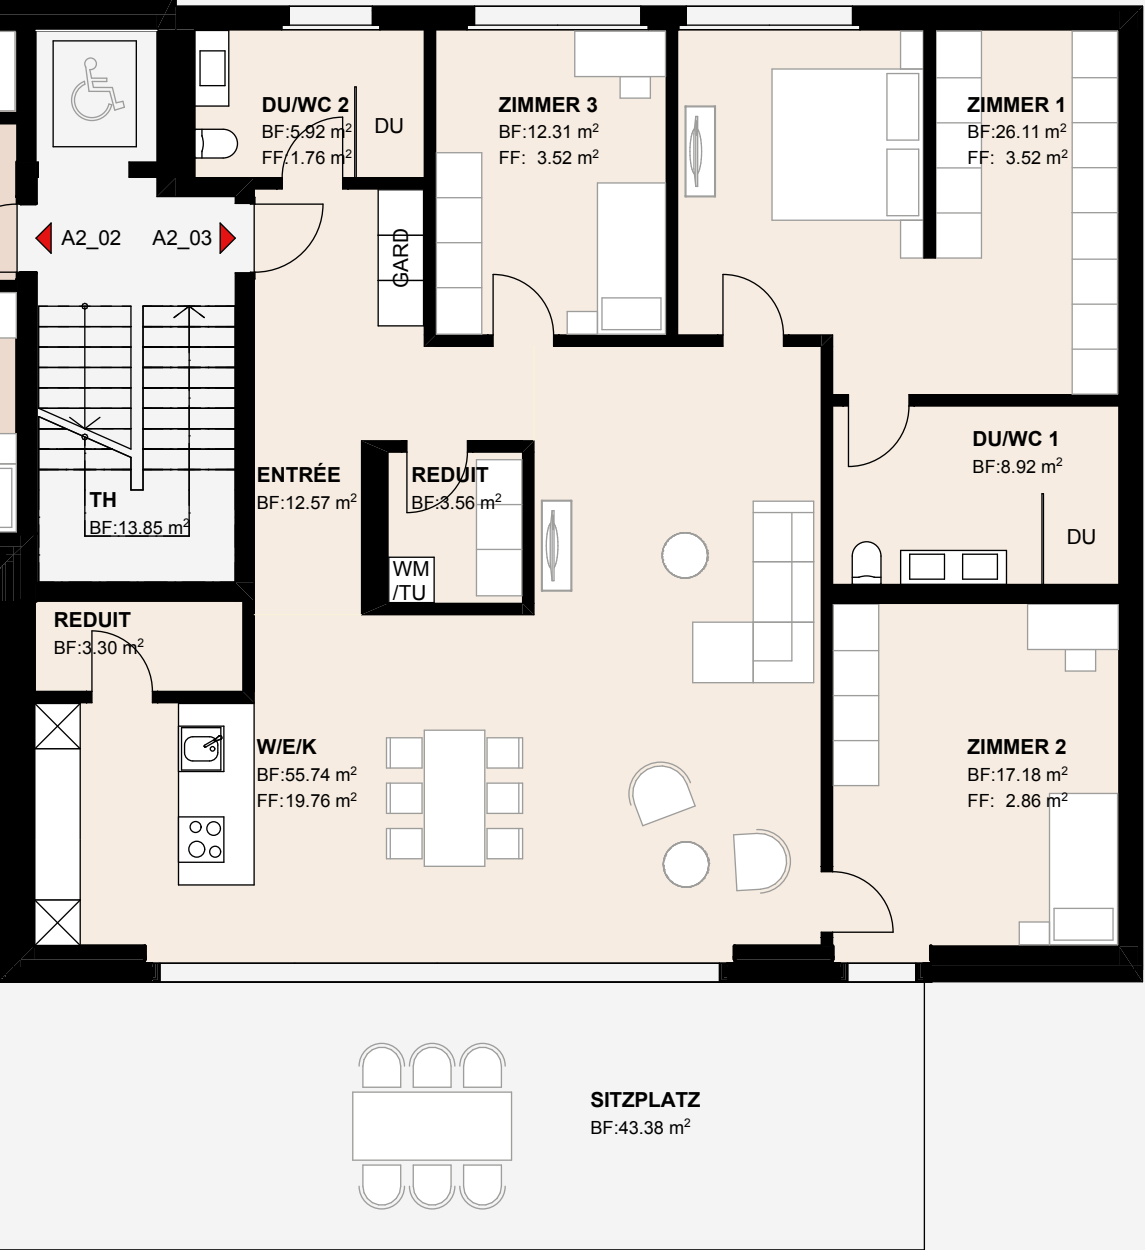 DU/WC 2
BF:5.92 m²
FF:1.76 m²
DU
ZIMMER 3
BF:12.31 m²
FF: 3.52 m²
ZIMMER 1
BF:26.11 m²
FF: 3.52 m²
A2_02
A2_03
GARD
DU/WC 1
BF:8.92 m²
DU
TH
BF:13.85 m²
ENTRÉE
BF:12.57 m²
REDUIT
BF:3.56 m²
WM
/TU
REDUIT
BF:3.30 m²
W/E/K
BF:55.74 m²
FF:19.76 m²
ZIMMER 2
BF:17.18 m²
FF: 2.86 m²
SITZPLATZ
BF:43.38 m²